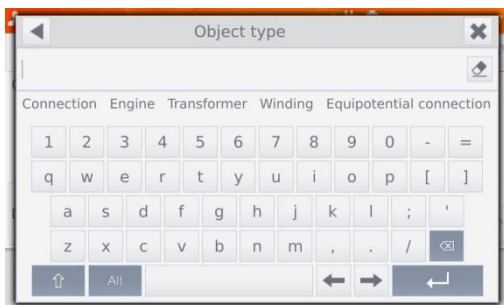 Object type
Connection Engine Transformer Winding Equipotential connection
1 2 3 4 5 6 7 8 9 0 - =
q w e r t y u i o p [ ]
a s d f g h j k l ; '
z x c v b n m , . /
Alt